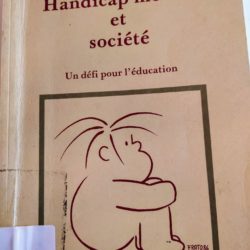 Handicap
et
société
Un défi pour l'éducation